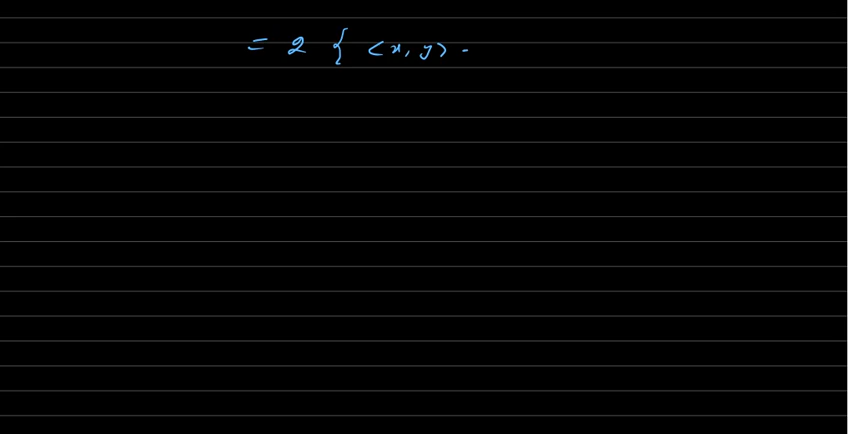 = 2 { <x, y> -